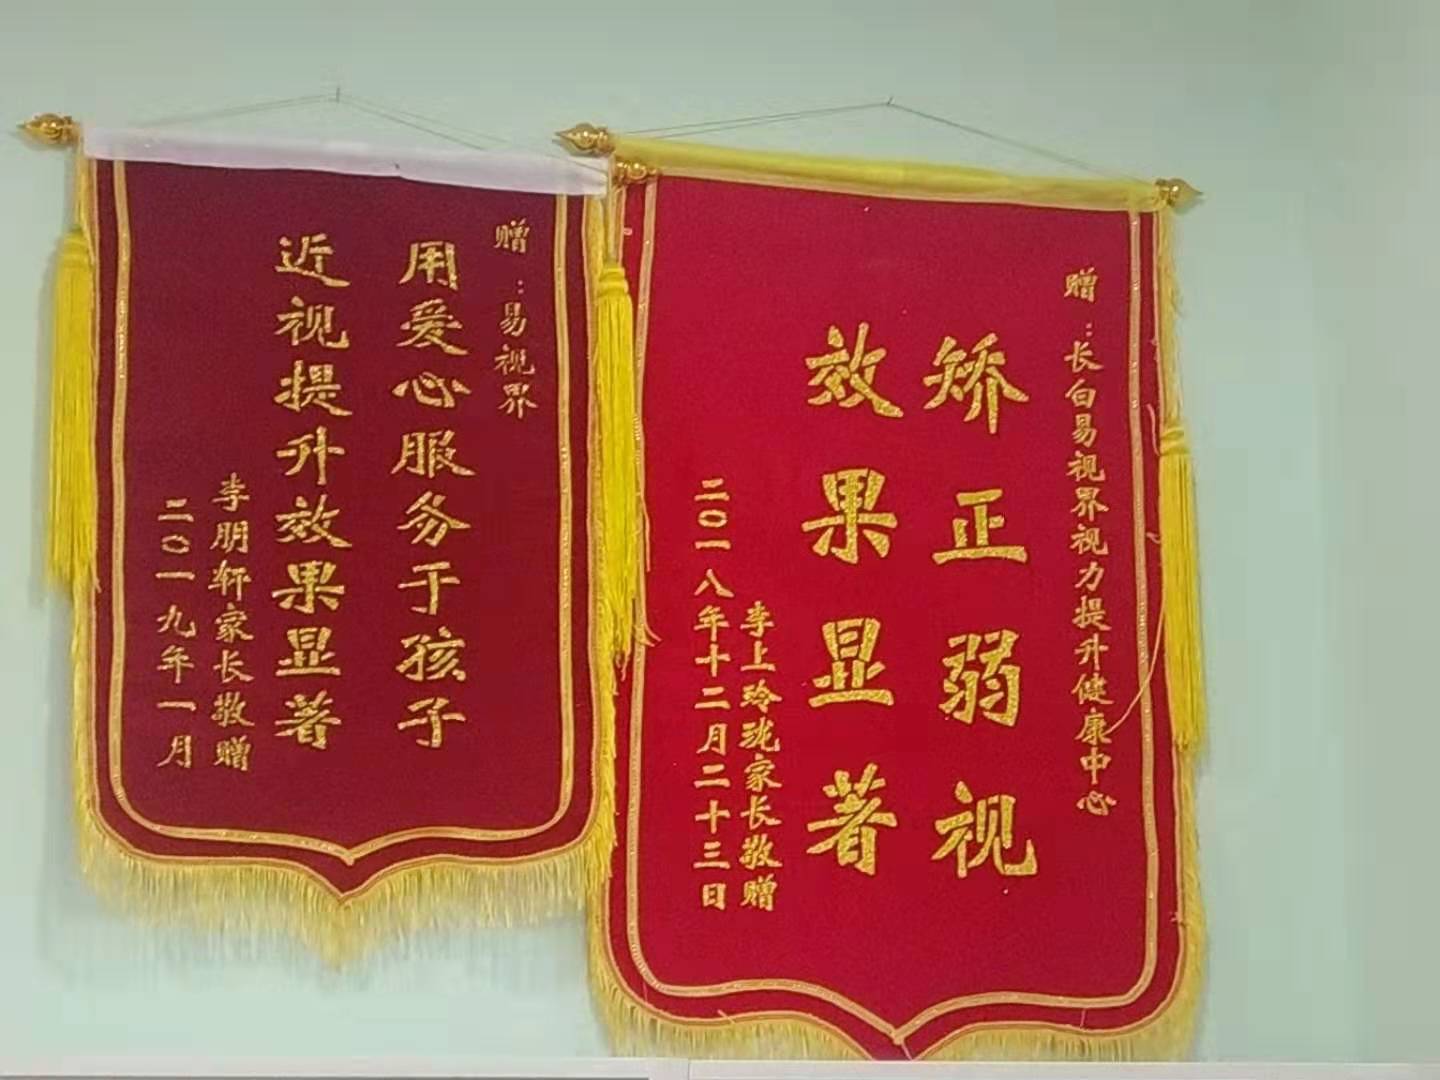 赠：易视界
用爱心服务于孩子
近视提升效果显著
李朋轩家长敬赠
二〇一九年一月
赠：长白易视界视力提升健康中心
矫正弱视
效果显著
李上玲珑家长敬赠
二〇一八年十二月二十三日